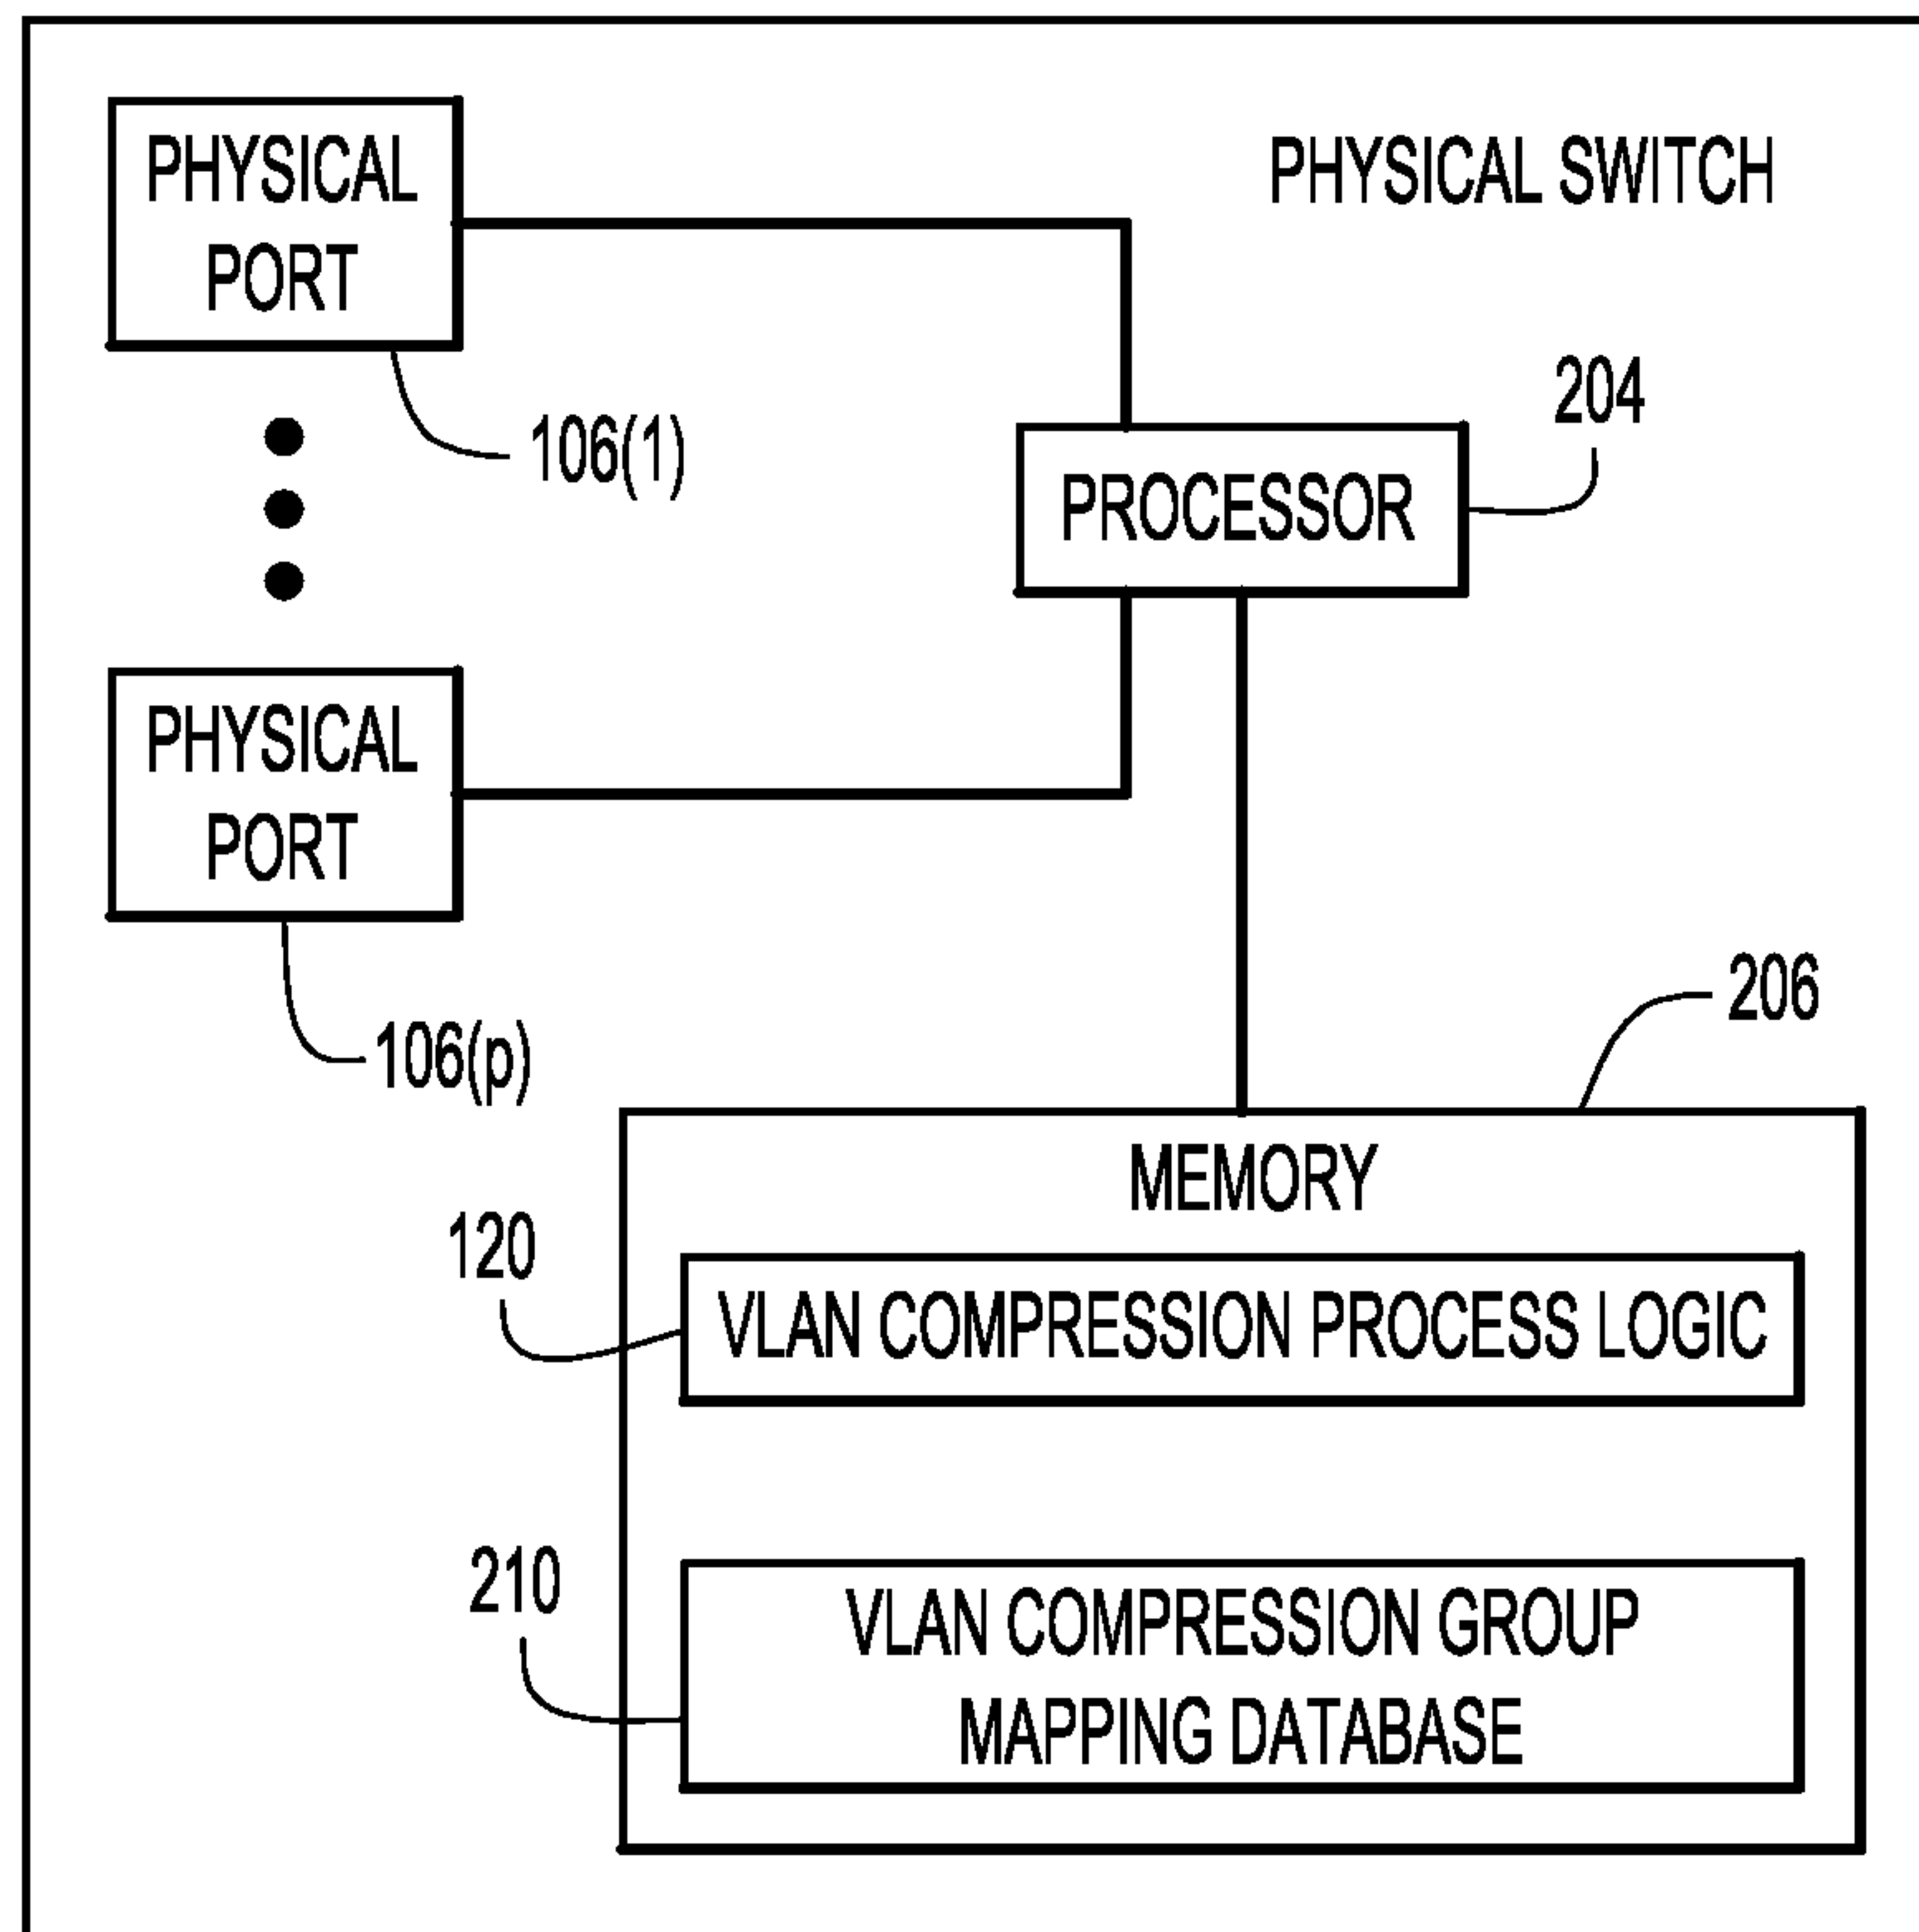 PHYSICAL
PORT
PHYSICAL SWITCH
106(1)
204
PROCESSOR
PHYSICAL
PORT
106(p)
206
MEMORY
120
VLAN COMPRESSION PROCESS LOGIC
210
VLAN COMPRESSION GROUP
MAPPING DATABASE